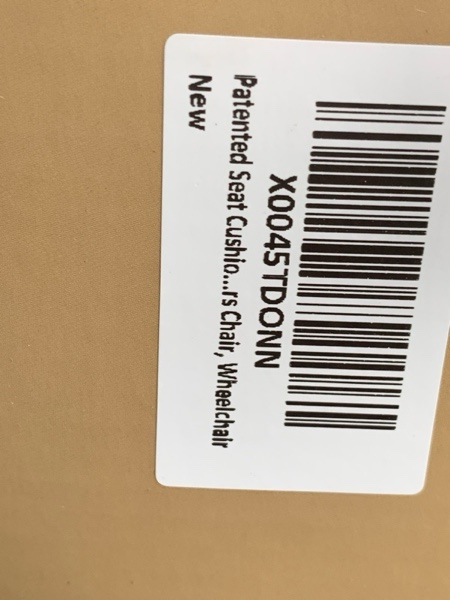 X0045TDONN
Patented Seat Cushio...rs Chair, Wheelchair
New